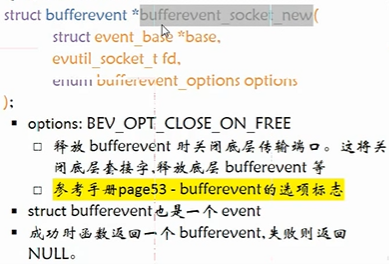 struct bufferevent *bufferevent_socket_new(
struct event_base *base,
evutil_socket_t fd,
enum bufferevent_options options
);
▪ options: BEV_OPT_CLOSE_ON_FREE
□ 释放 bufferevent 时关闭底层传输端口。这将关
闭底层套接字,释放底层 bufferevent 等
□ 参考手册page53 - bufferevent的选项标志
▪ struct bufferevent也是一个 event
▪ 成功时函数返回一个 bufferevent,失败则返回
NULL。